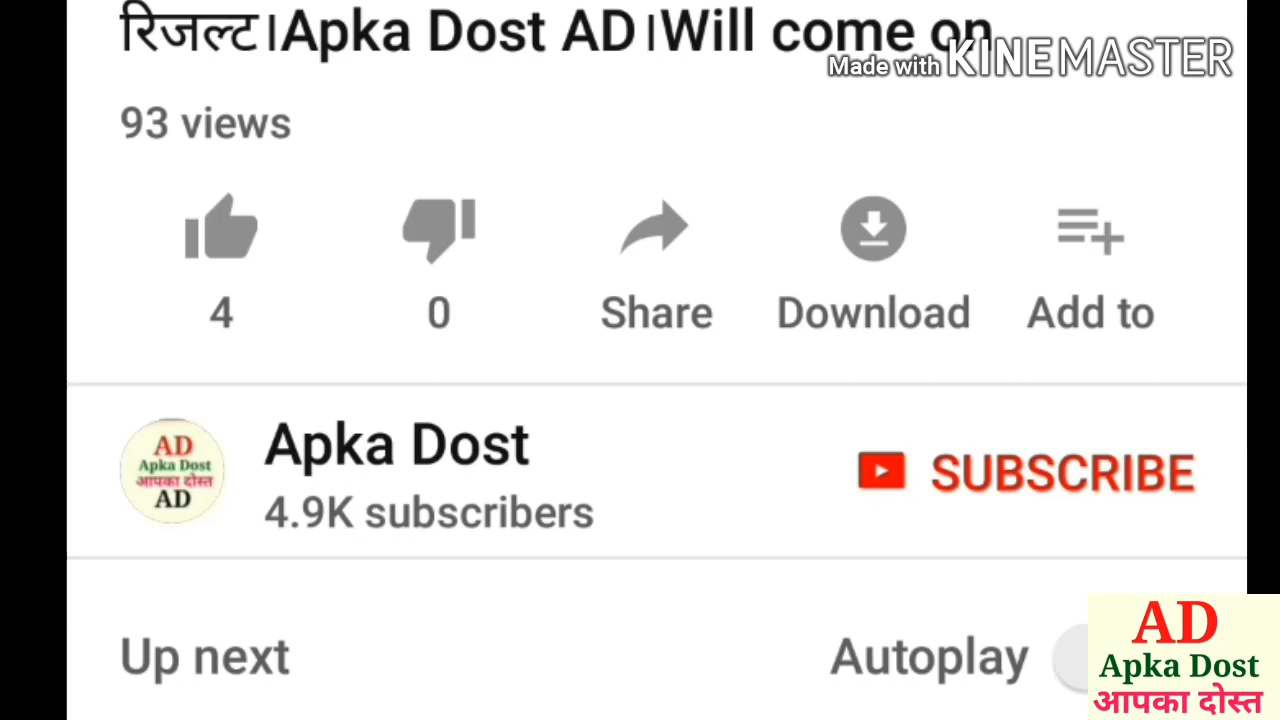 रिजल्ट।Apka Dost AD।Will come on
Made with KINEMASTER
93 views
4
0
Share
Download
Add to
AD
Apka Dost
आपका दोस्त
AD
Apka Dost
4.9K subscribers
SUBSCRIBE
Up next
Autoplay
AD
Apka Dost
आपका दोस्त